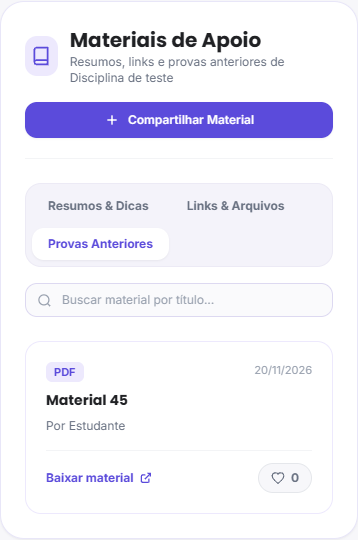 Materiais de Apoio
Resumos, links e provas anteriores de
Disciplina de teste
Compartilhar Material
Resumos & Dicas
Links & Arquivos
Provas Anteriores
Buscar material por título...
PDF
20/11/2026
Material 45
Por Estudante
Baixar material
0